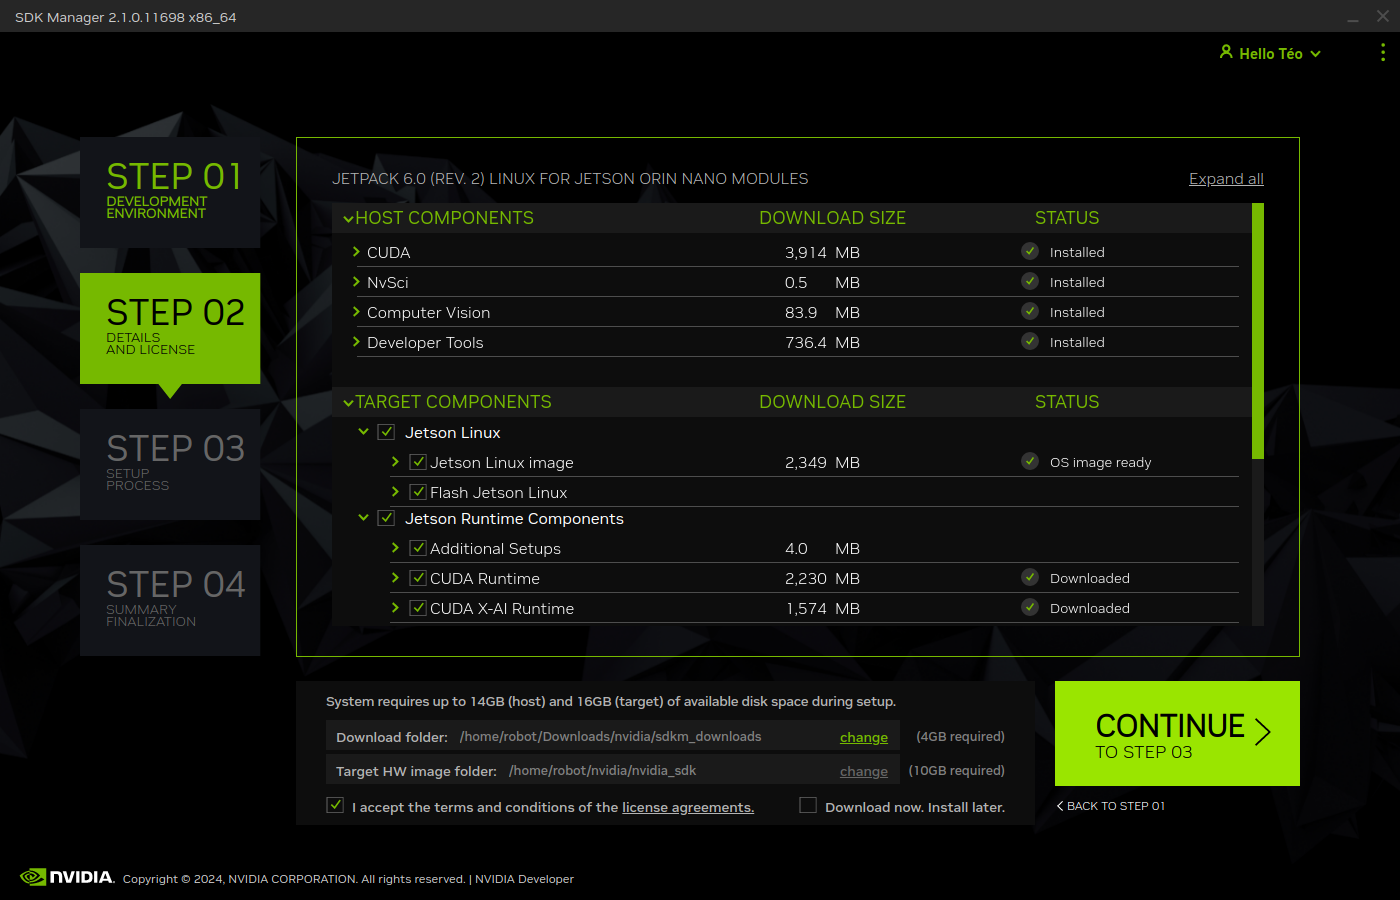 SDK Manager 2.1.0.11698 x86_64
Hello Téo
STEP 01
DEVELOPMENT
ENVIRONMENT
STEP 02
DETAILS
AND LICENSE
STEP 03
SETUP
PROCESS
STEP 04
SUMMARY
FINALIZATION
JETPACK 6.0 (REV. 2) LINUX FOR JETSON ORIN NANO MODULES Expand all
HOST COMPONENTS DOWNLOAD SIZE STATUS
CUDA 3,914 MB Installed
NvSci 0.5 MB Installed
Computer Vision 83.9 MB Installed
Developer Tools 736.4 MB Installed
TARGET COMPONENTS DOWNLOAD SIZE STATUS
Jetson Linux
Jetson Linux image 2,349 MB OS image ready
Flash Jetson Linux
Jetson Runtime Components
Additional Setups 4.0 MB
CUDA Runtime 2,230 MB Downloaded
CUDA X-AI Runtime 1,574 MB Downloaded
System requires up to 14GB (host) and 16GB (target) of available disk space during setup.
Download folder: /home/robot/Downloads/nvidia/sdkm_downloads change (4GB required)
Target HW image folder: /home/robot/nvidia/nvidia_sdk change (10GB required)
I accept the terms and conditions of the license agreements. Download now. Install later.
CONTINUE
TO STEP 03
BACK TO STEP 01
NVIDIA. Copyright © 2024, NVIDIA CORPORATION. All rights reserved. | NVIDIA Developer